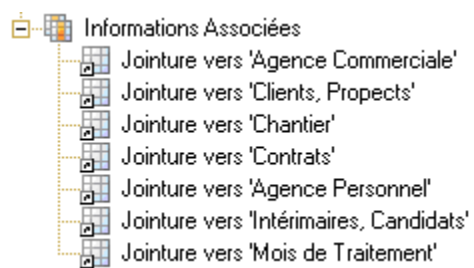 Informations Associées
Jointure vers 'Agence Commerciale'
Jointure vers 'Clients, Propects'
Jointure vers 'Chantier'
Jointure vers 'Contrats'
Jointure vers 'Agence Personnel'
Jointure vers 'Intérimaires, Candidats'
Jointure vers 'Mois de Traitement'